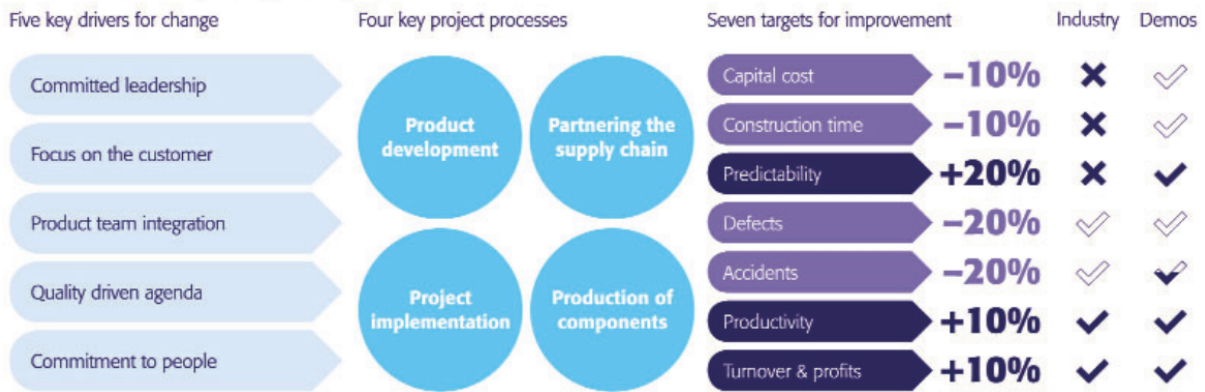 Five key drivers for change
Committed leadership
Focus on the customer
Product team integration
Quality driven agenda
Commitment to people
Four key project processes
Product
development
Partnering the
supply chain
Project
implementation
Production of
components
Seven targets for improvement Industry Demos
Capital cost –10%
Construction time –10%
Predictability +20%
Defects –20%
Accidents –20%
Productivity +10%
Turnover & profits +10%